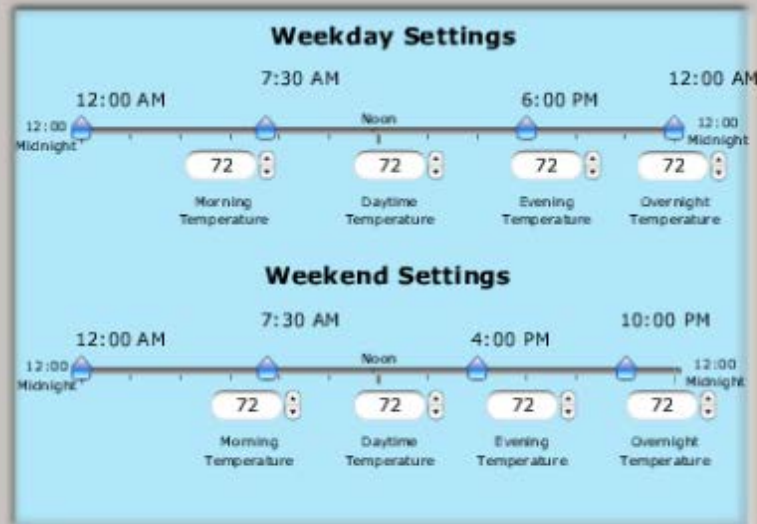 Weekday Settings
7:30 AM 12:00 AM
12:00 AM 6:00 PM
12:00 Noon 12:00
Midnight Midnight
72 72 72 72
Morning Daytime Evening Overnight
Temperature Temperature Temperature Temperature
Weekend Settings
7:30 AM 10:00 PM
12:00 AM 4:00 PM
12:00 Noon 12:00
Midnight Midnight
72 72 72 72
Morning Daytime Evening Overnight
Temperature Temperature Temperature Temperature